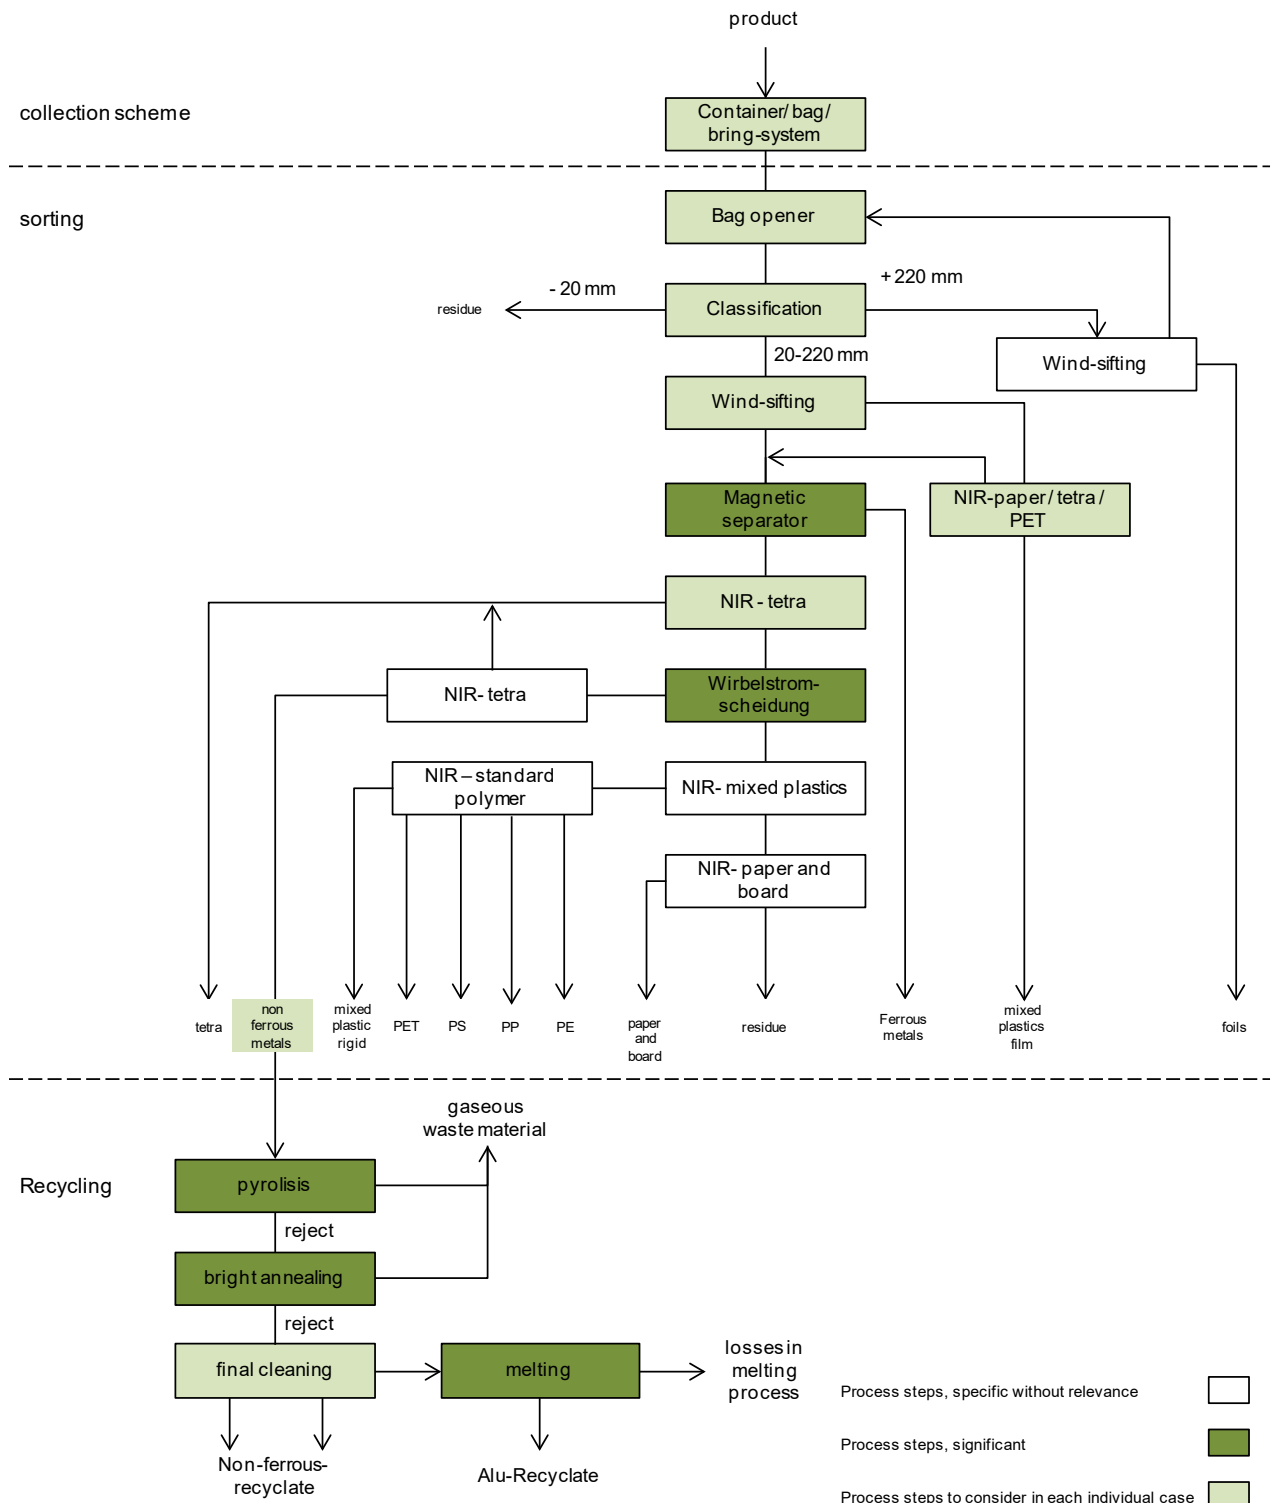 product
collection scheme
Container/ bag/
bring-system
sorting
Bag opener
+ 220 mm
- 20 mm
residue
Classification
20-220 mm
Wind-sifting
Wind-sifting
Magnetic
separator
NIR-paper/ tetra /
PET
NIR - tetra
NIR- tetra
Wirbelstrom-
scheidung
NIR – standard
polymer
NIR- mixed plastics
NIR- paper and
board
tetra
non
ferrous
metals
mixed
plastic
rigid
PET
PS
PP
PE
paper
and
board
residue
Ferrous
metals
mixed
plastics
film
foils
gaseous
waste material
Recycling
pyrolisis
reject
bright annealing
reject
final cleaning
melting
losses in
melting
process
Non-ferrous-
recyclate
Alu-Recyclate
Process steps, specific without relevance
Process steps, significant
Process steps to consider in each individual case